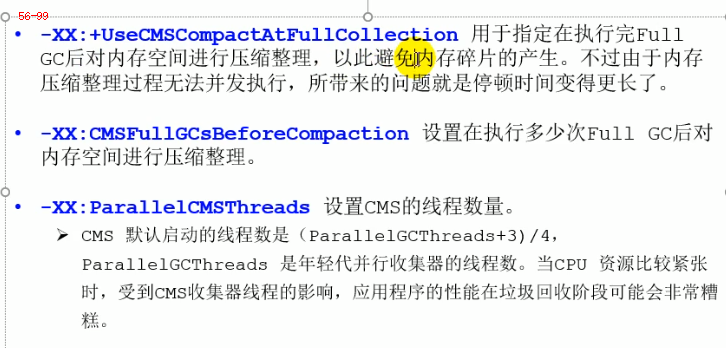 56-99
• -XX:+UseCMSCompactAtFullCollection 用于指定在执行完Full
GC后对内存空间进行压缩整理，以此避免内存碎片的产生。不过由于内存
压缩整理过程无法并发执行，所带来的问题就是停顿时间变得更长了。
• -XX:CMSFullGCsBeforeCompaction 设置在执行多少次Full GC后对
内存空间进行压缩整理。
• -XX:ParallelCMSThreads 设置CMS的线程数量。
➢ CMS 默认启动的线程数是（ParallelGCThreads+3)/4，
ParallelGCThreads 是年轻代并行收集器的线程数。当CPU 资源比较紧张
时，受到CMS收集器线程的影响，应用程序的性能在垃圾回收阶段可能会非常糟
糕。